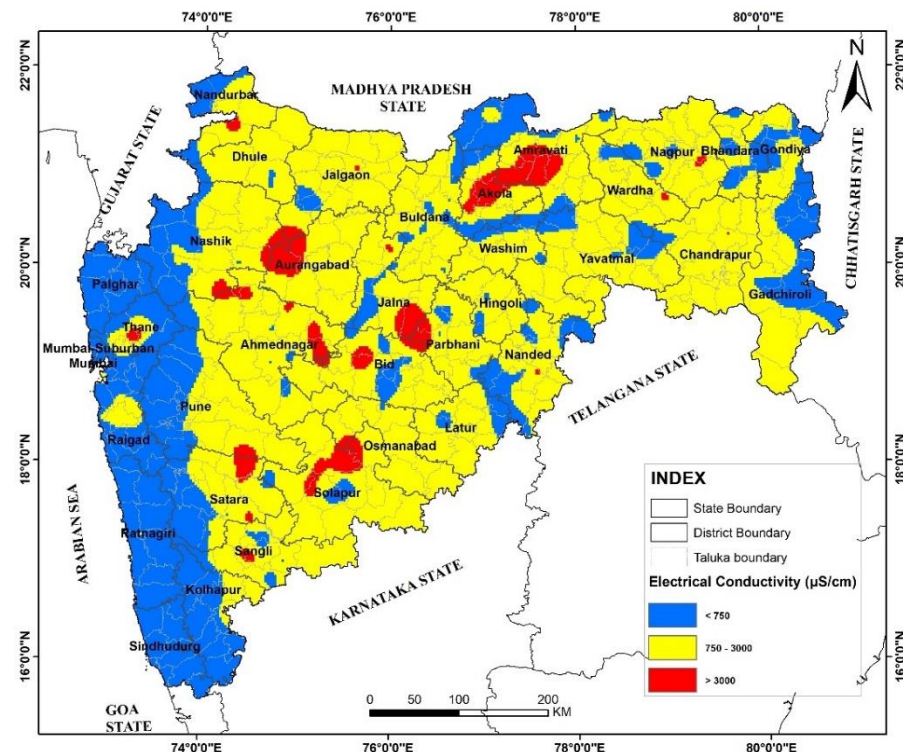 74°0'0"E
76°0'0"E
78°0'0"E
80°0'0"E
22°0'0"N
20°0'0"N
18°0'0"N
16°0'0"N
N
MADHYA PRADESH
STATE
GUJARAT STATE
CHHATISGARH STATE
Nandurbar
Dhule
Jalgaon
Amravati
Nagpur
Bhandara
Gondiya
Akola
Wardha
Buldana
Nashik
Washim
Aurangabad
Yavatmal
Chandrapur
Palghar
Jalna
Hingoli
Gadchiroli
Thane
Mumbai-Suburban
Mumbai
Ahmednagar
Parbhani
Bid
Nanded
TELANGANA STATE
Pune
Raigad
Latur
Osmanabad
Satara
Solapur
ARABIAN SEA
Ratnagiri
Sangli
KARNATAKA STATE
Kolhapur
Sindhudurg
GOA
STATE
INDEX
State Boundary
District Boundary
Taluka boundary
Electrical Conductivity (µS/cm)
< 750
750 - 3000
> 3000
0 50 100 200
KM
22°0'0"N
20°0'0"N
18°0'0"N
16°0'0"N
74°0'0"E
76°0'0"E
78°0'0"E
80°0'0"E